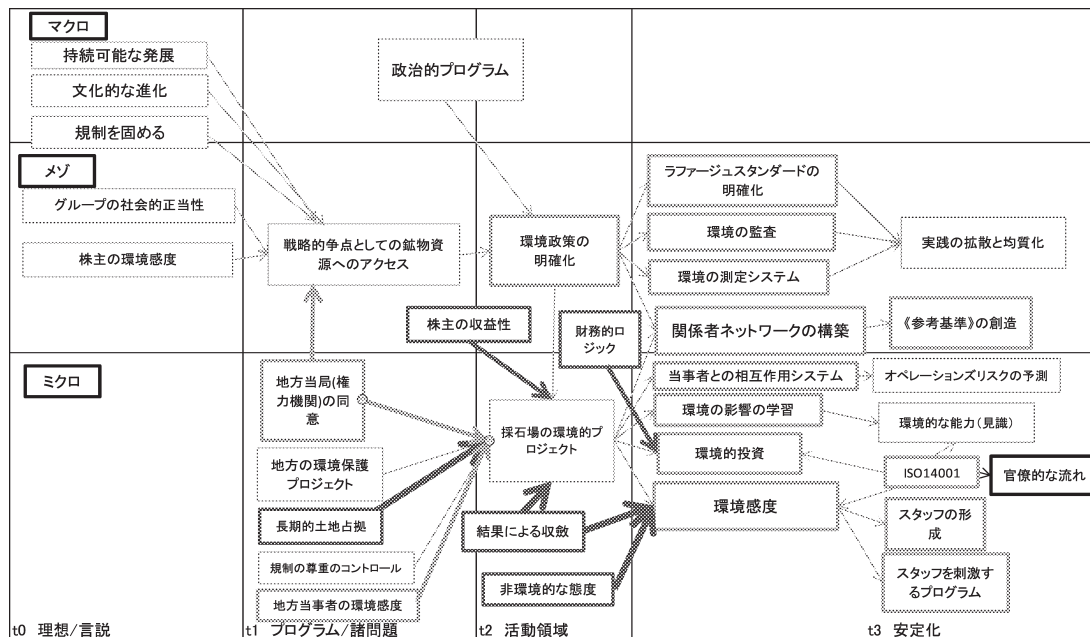 マクロ
持続可能な発展
文化的な進化
規制を固める
政治的プログラム
メゾ
グループの社会的正当性
株主の環境感度
戦略的争点としての鉱物資
源へのアクセス
環境政策の
明確化
ラファージュスタンダードの
明確化
環境の監査
環境の測定システム
実践の拡散と均質化
株主の収益性
財務的ロ
ジック
関係者ネットワークの構築
《参考基準》の創造
ミクロ
地方当局(権
力機関)の同
意
地方の環境保護
プロジェクト
長期的土地占拠
規制の尊重のコントロール
地方当事者の環境感度
採石場の環境的プ
ロジェクト
結果による収斂
非環境的な態度
当事者との相互作用システム
オペレーションズリスクの予測
環境の影響の学習
環境的な能力(見識)
環境的投資
ISO14001
官僚的な流れ
環境感度
スタッフの形
成
スタッフを刺激す
るプログラム
t0 理想/言説
t1 プログラム/諸問題
t2 活動領域
t3 安定化